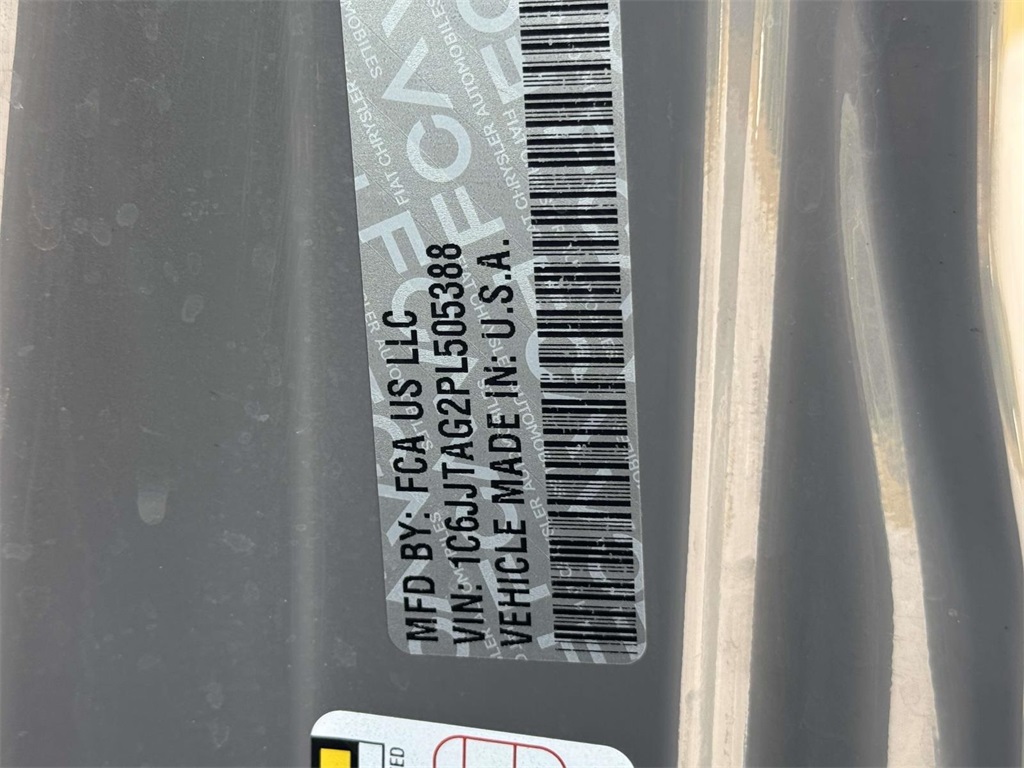 MFD BY: FCA US LLC
VIN: 1C6JJTAG2PL505388
VEHICLE MADE IN: U.S.A.